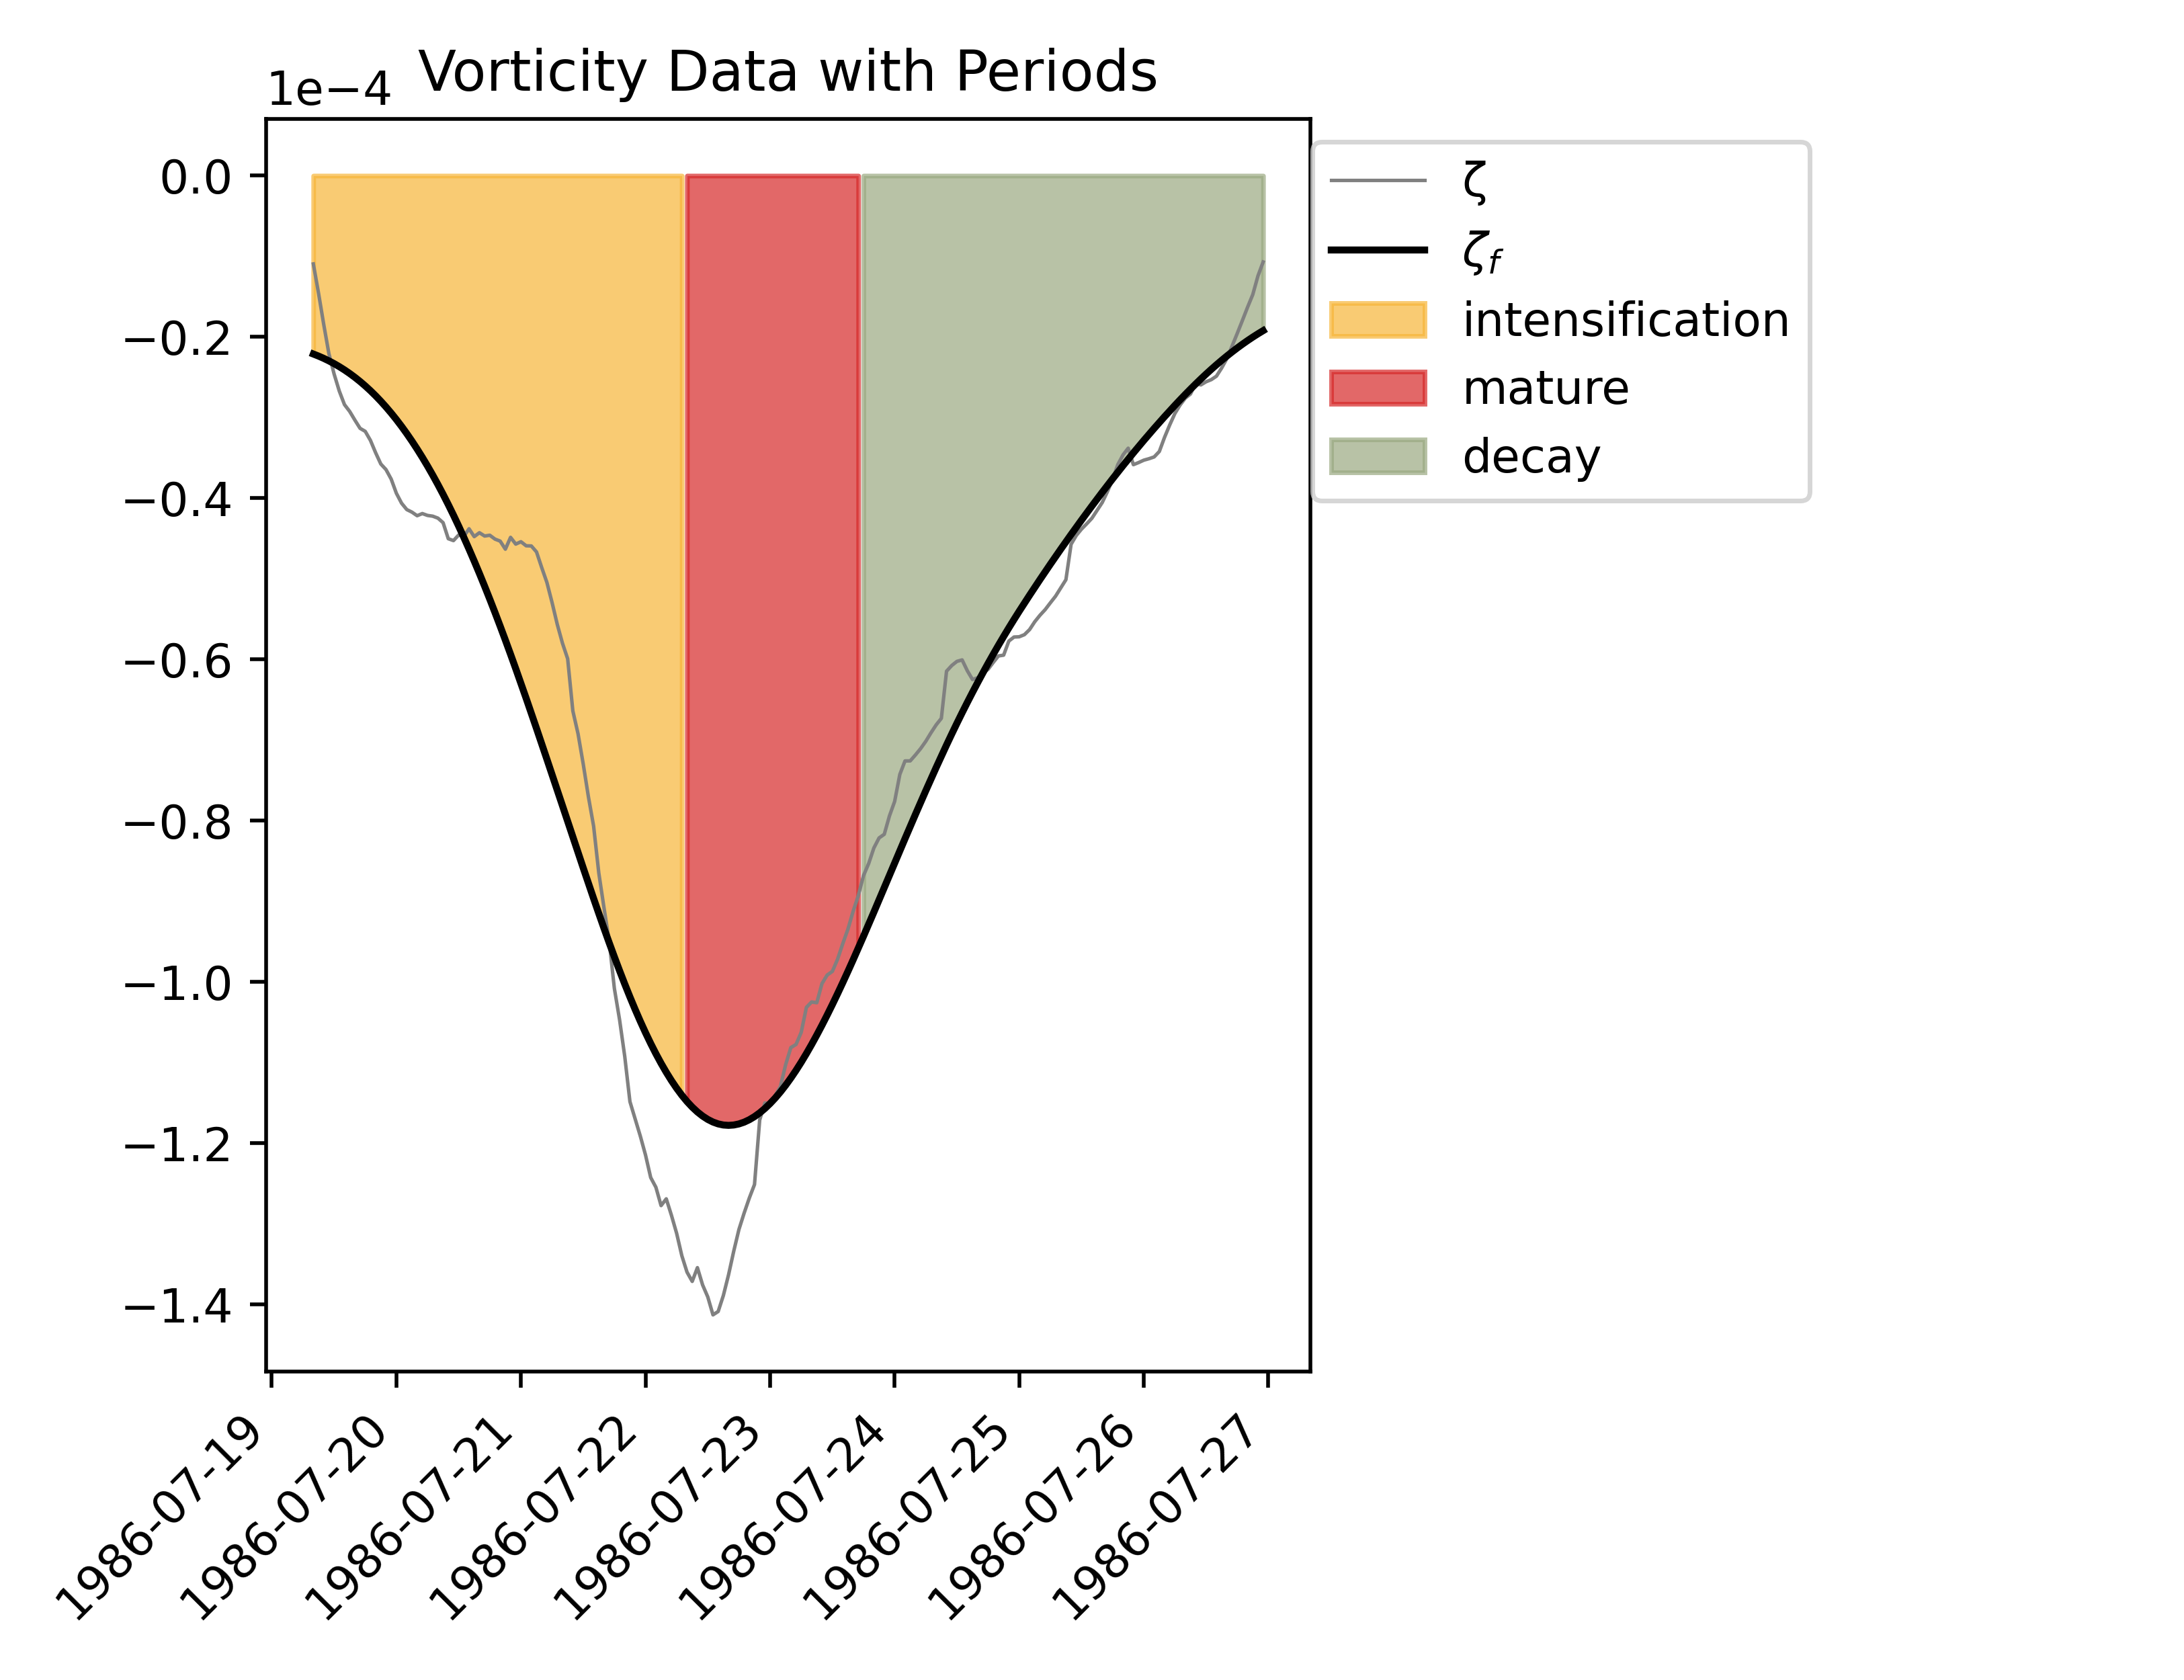 Vorticity Data with Periods
1e−4
0.0
−0.2
−0.4
−0.6
−0.8
−1.0
−1.2
−1.4
1986-07-19
1986-07-20
1986-07-21
1986-07-22
1986-07-23
1986-07-24
1986-07-25
1986-07-26
1986-07-27
ζ
ζf
intensification
mature
decay